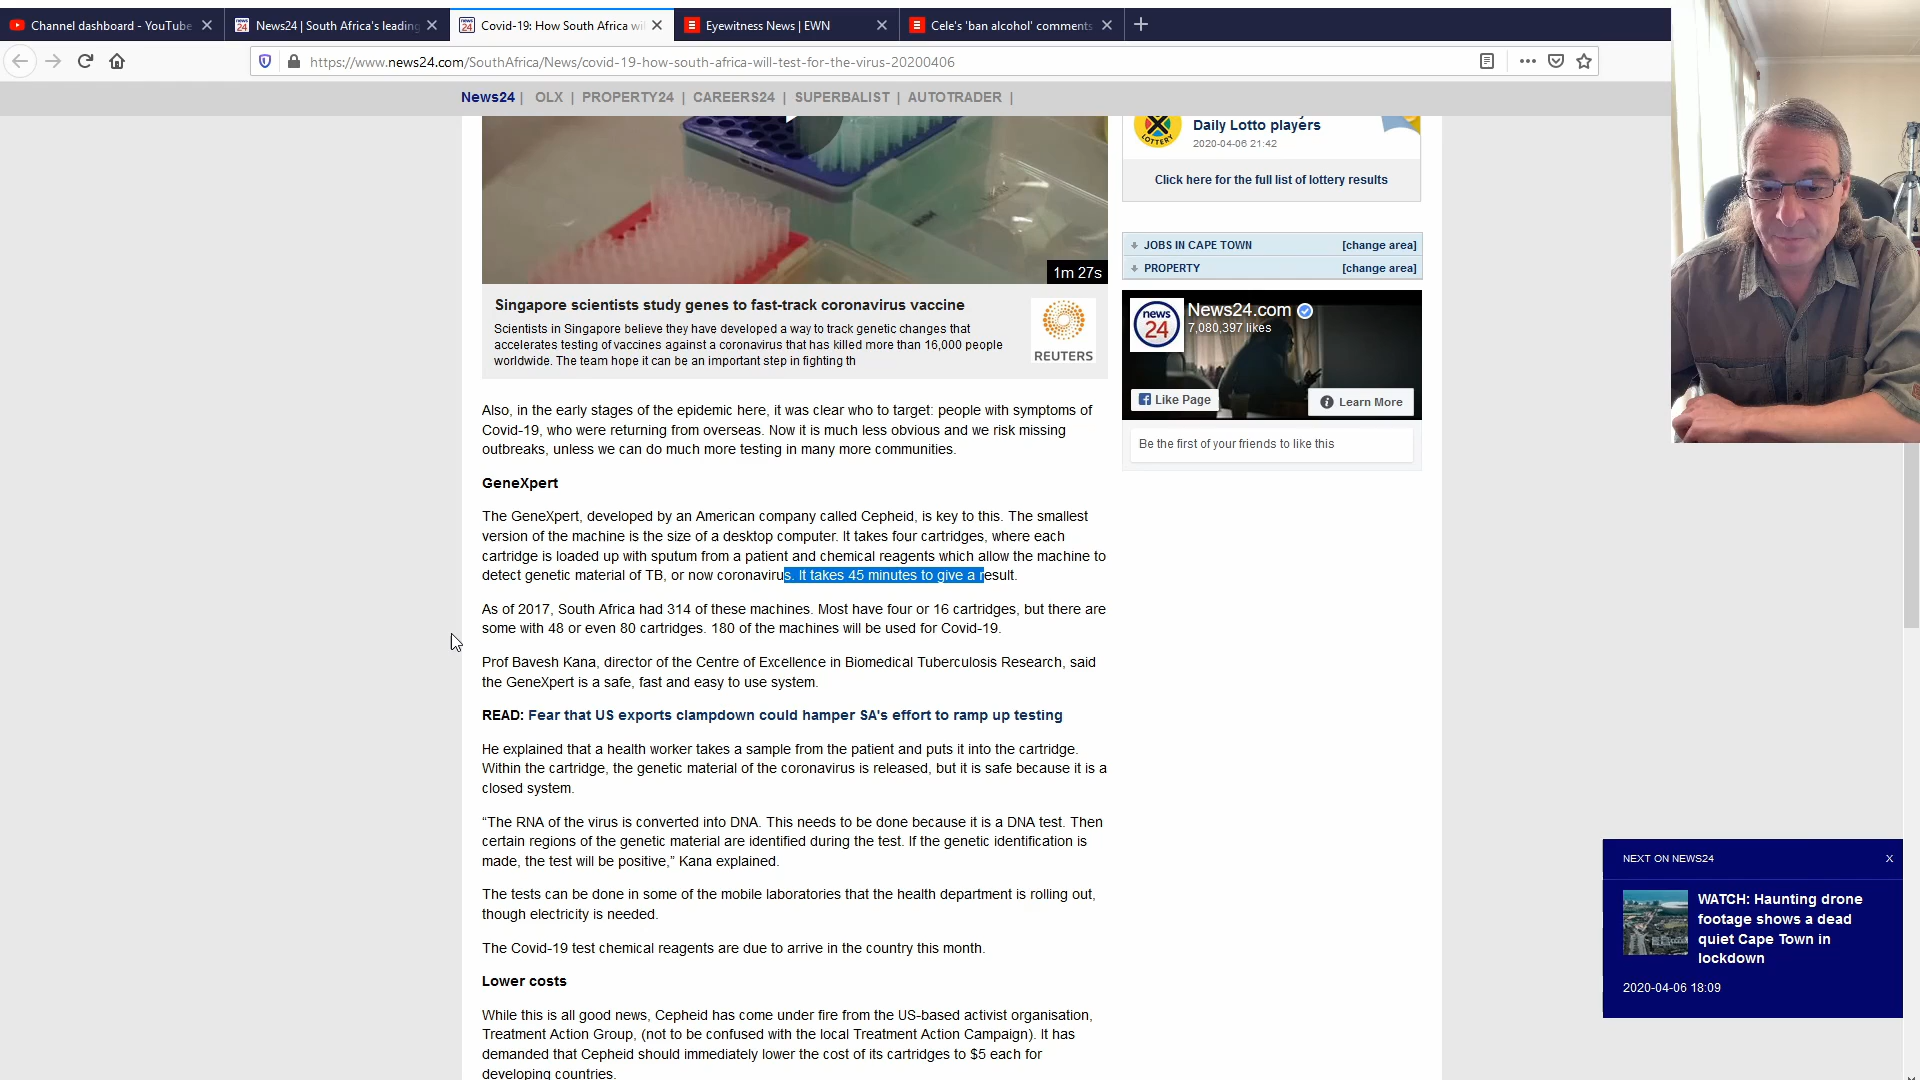 Channel dashboard - YouTube
News24 | South Africa's leading
Covid-19: How South Africa wi
Eyewitness News | EWN
Cele's 'ban alcohol' comments
https://www.news24.com/SouthAfrica/News/covid-19-how-south-africa-will-test-for-the-virus-20200406
News24 | OLX | PROPERTY24 | CAREERS24 | SUPERBALIST | AUTOTRADER |
1m 27s
Singapore scientists study genes to fast-track coronavirus vaccine
Scientists in Singapore believe they have developed a way to track genetic changes that
accelerates testing of vaccines against a coronavirus that has killed more than 16,000 people
worldwide. The team hope it can be an important step in fighting th
REUTERS
Also, in the early stages of the epidemic here, it was clear who to target: people with symptoms of
Covid-19, who were returning from overseas. Now it is much less obvious and we risk missing
outbreaks, unless we can do much more testing in many more communities.
GeneXpert
The GeneXpert, developed by an American company called Cepheid, is key to this. The smallest
version of the machine is the size of a desktop computer. It takes four cartridges, where each
cartridge is loaded up with sputum from a patient and chemical reagents which allow the machine to
detect genetic material of TB, or now coronavirus. It takes 45 minutes to give a result.
As of 2017, South Africa had 314 of these machines. Most have four or 16 cartridges, but there are
some with 48 or even 80 cartridges. 180 of the machines will be used for Covid-19.
Prof Bavesh Kana, director of the Centre of Excellence in Biomedical Tuberculosis Research, said
the GeneXpert is a safe, fast and easy to use system.
READ: Fear that US exports clampdown could hamper SA's effort to ramp up testing
He explained that a health worker takes a sample from the patient and puts it into the cartridge.
Within the cartridge, the genetic material of the coronavirus is released, but it is safe because it is a
closed system.
“The RNA of the virus is converted into DNA. This needs to be done because it is a DNA test. Then
certain regions of the genetic material are identified during the test. If the genetic identification is
made, the test will be positive,” Kana explained.
The tests can be done in some of the mobile laboratories that the health department is rolling out,
though electricity is needed.
The Covid-19 test chemical reagents are due to arrive in the country this month.
Lower costs
While this is all good news, Cepheid has come under fire from the US-based activist organisation,
Treatment Action Group, (not to be confused with the local Treatment Action Campaign). It has
demanded that Cepheid should immediately lower the cost of its cartridges to $5 each for
developing countries.
LOTTERY
Daily Lotto players
2020-04-06 21:42
Click here for the full list of lottery results
JOBS IN CAPE TOWN [change area]
PROPERTY [change area]
news 24
News24.com
7,080,397 likes
Like Page
Learn More
Be the first of your friends to like this
NEXT ON NEWS24 X
WATCH: Haunting drone
footage shows a dead
quiet Cape Town in
lockdown
2020-04-06 18:09